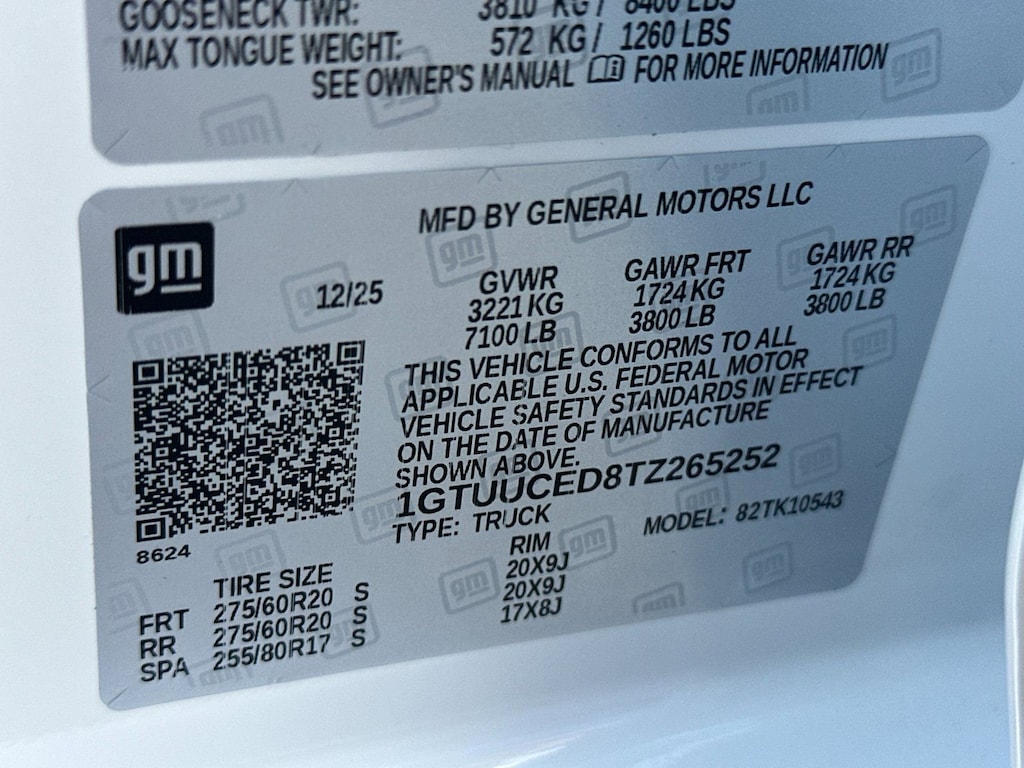 GOOSENECK TWR: 3810 KG / 8400 LBS
MAX TONGUE WEIGHT: 572 KG / 1260 LBS
SEE OWNER'S MANUAL FOR MORE INFORMATION
gm
MFD BY GENERAL MOTORS LLC
12/25
GVWR
3221 KG
7100 LB
GAWR FRT
1724 KG
3800 LB
GAWR RR
1724 KG
3800 LB
THIS VEHICLE CONFORMS TO ALL
APPLICABLE U.S. FEDERAL MOTOR
VEHICLE SAFETY STANDARDS IN EFFECT
ON THE DATE OF MANUFACTURE
SHOWN ABOVE.
1GTUUCED8TZ265252
TYPE: TRUCK MODEL: 82TK10543
8624
TIRE SIZE RIM
FRT 275/60R20 S 20X9J
RR 275/60R20 S 20X9J
SPA 255/80R17 S 17X8J